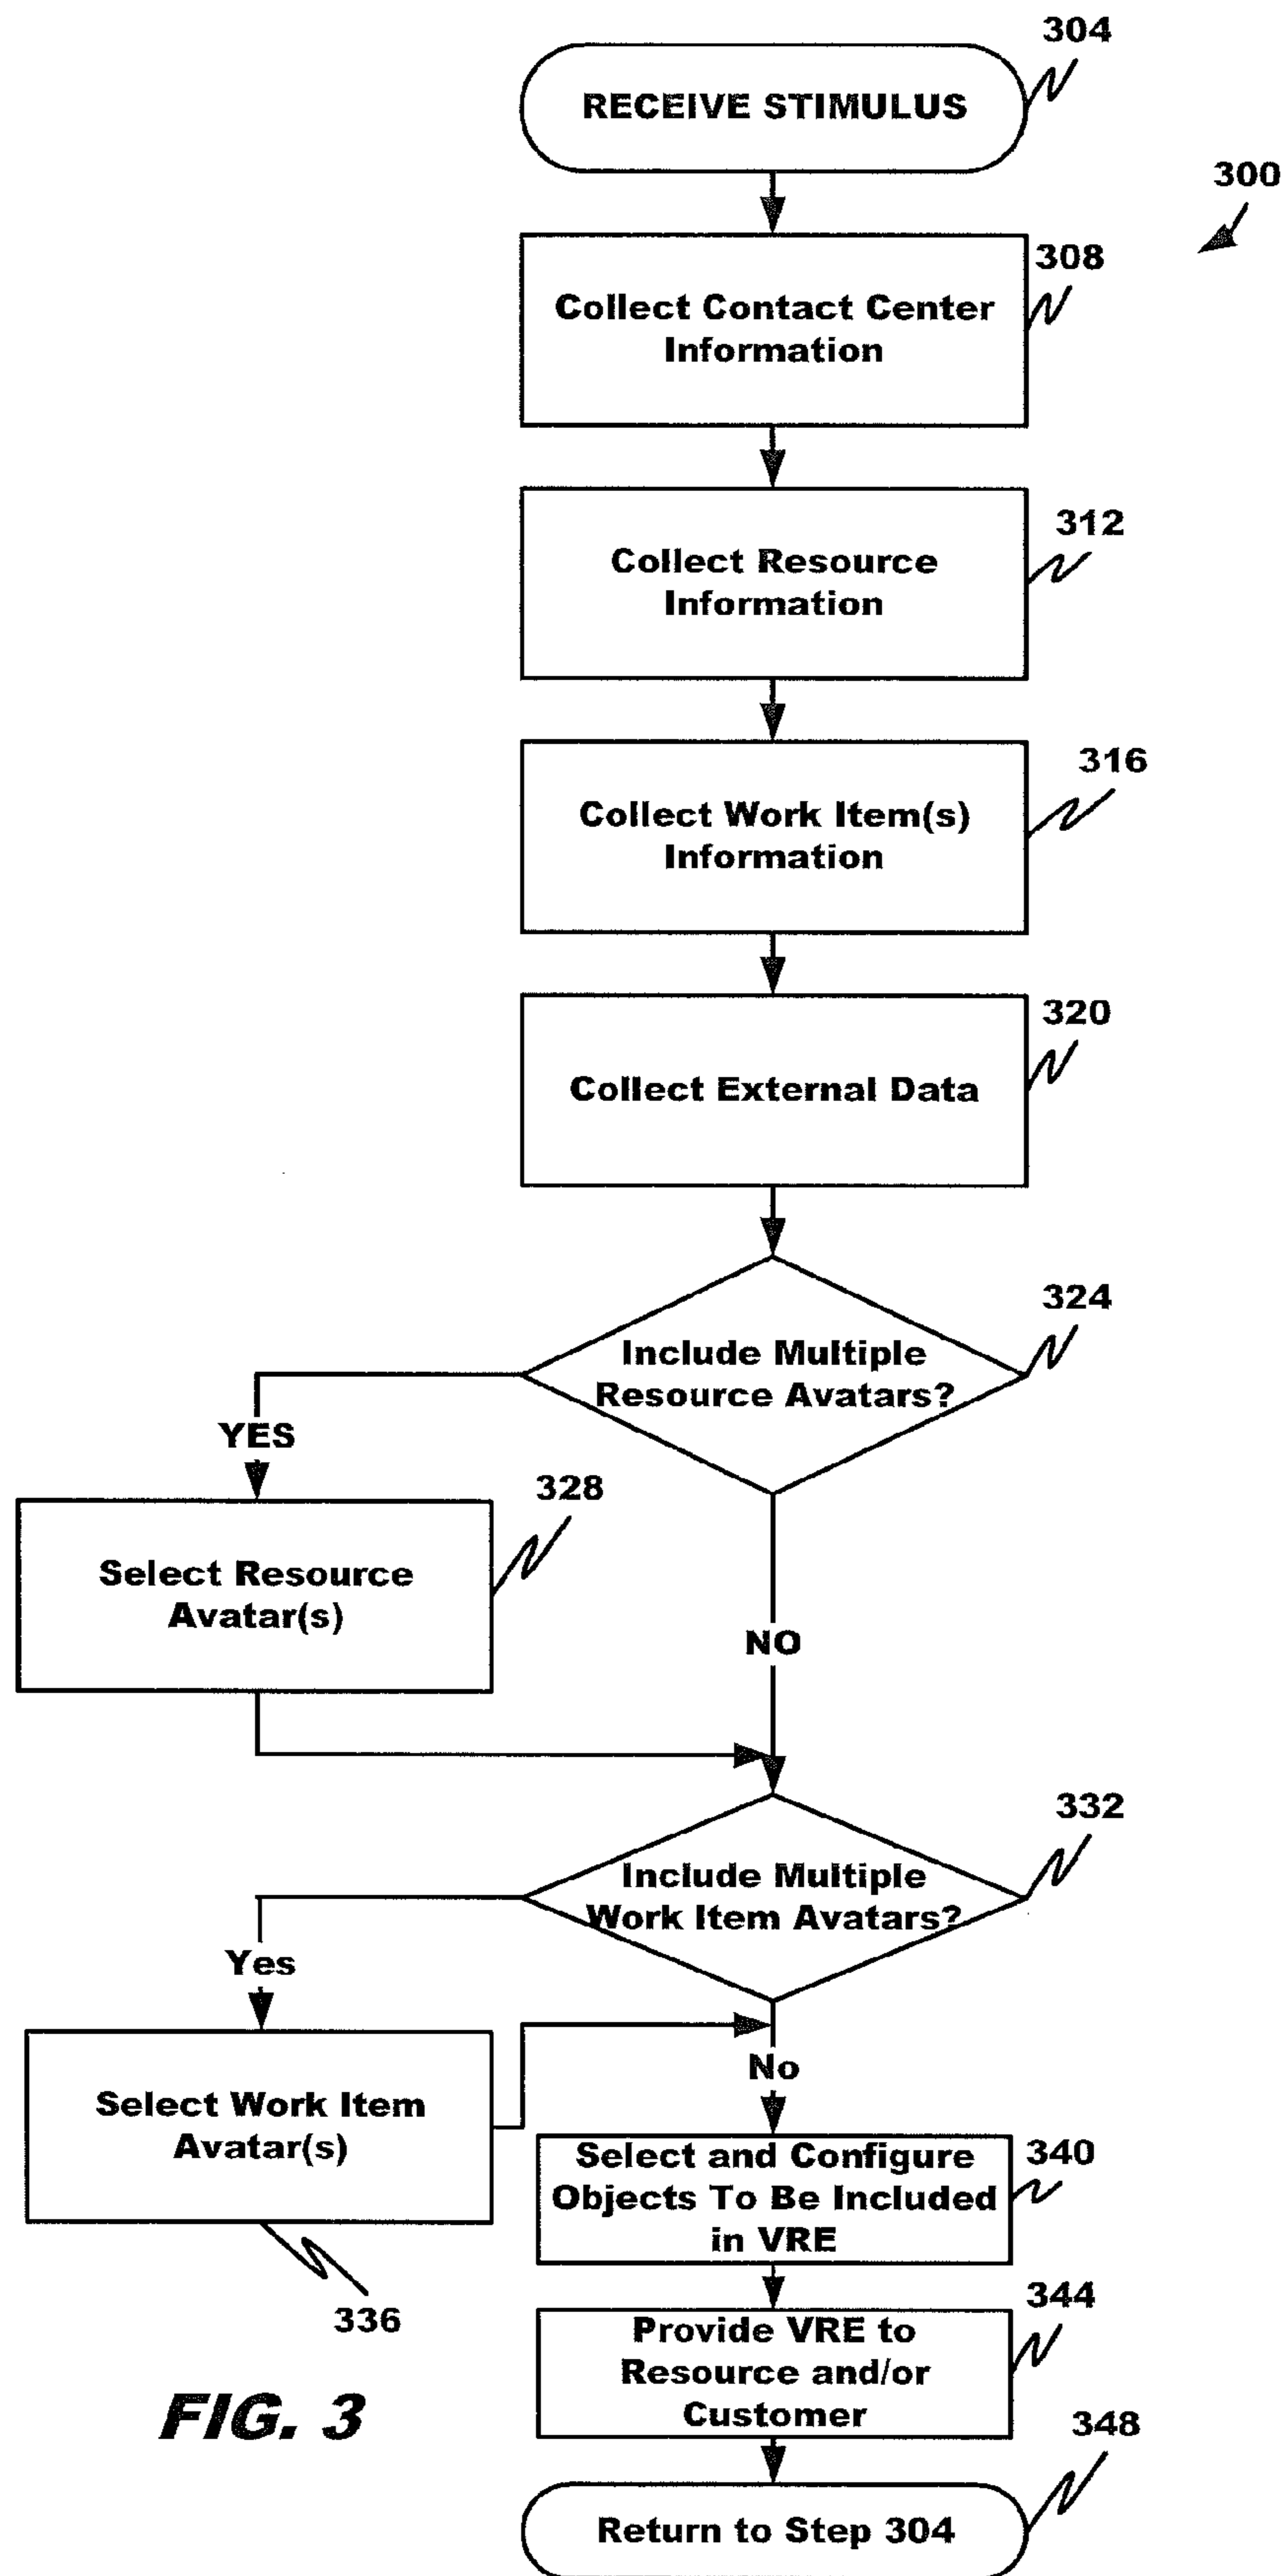 304
RECEIVE STIMULUS
300
308
Collect Contact Center
Information
312
Collect Resource
Information
316
Collect Work Item(s)
Information
320
Collect External Data
324
Include Multiple
Resource Avatars?
YES
328
Select Resource
Avatar(s)
NO
332
Include Multiple
Work Item Avatars?
Yes
No
Select Work Item
Avatar(s)
336
340
Select and Configure
Objects To Be Included
in VRE
344
Provide VRE to
Resource and/or
Customer
FIG. 3
348
Return to Step 304